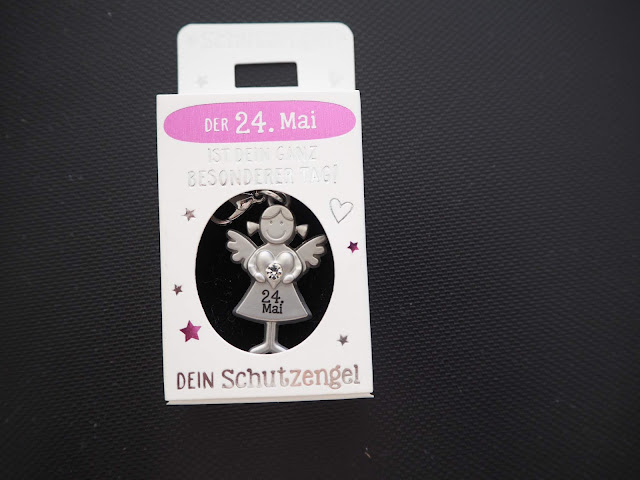 DER 24. Mai
IST DEIN GANZ
BESONDERER TAG!
24.
Mai
DEIN Schutzengel